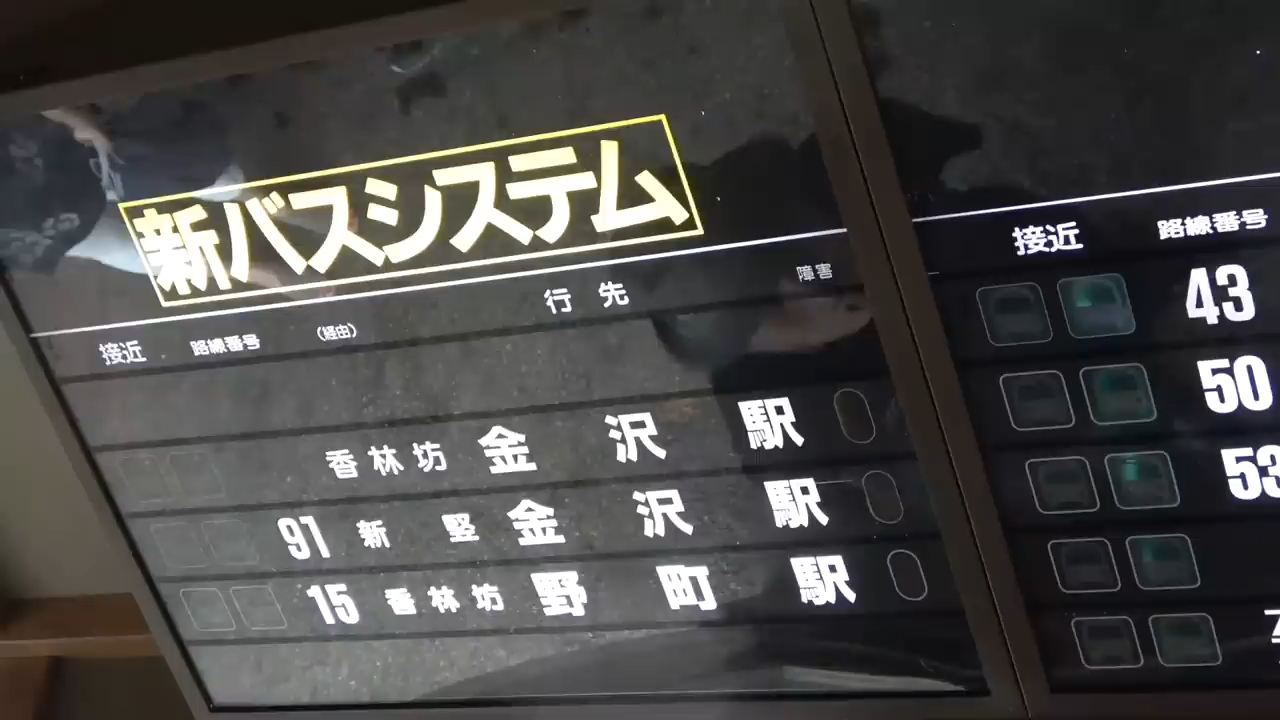 新バスシステム
接近 路線番号 (経由) 行先 障害
香林坊 金沢駅
91 新竪 金沢駅
15 香林坊 野町駅
接近 路線番号
43
50
53